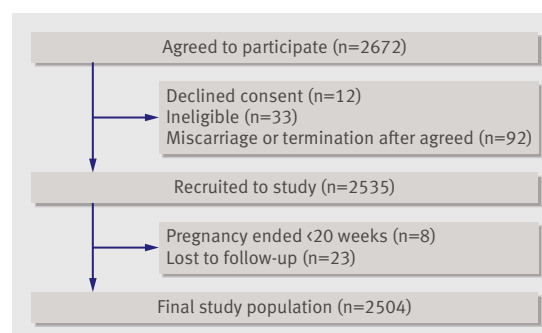 Agreed to participate (n=2672)
Declined consent (n=12)
Ineligible (n=33)
Miscarriage or termination after agreed (n=92)
Recruited to study (n=2535)
Pregnancy ended <20 weeks (n=8)
Lost to follow-up (n=23)
Final study population (n=2504)